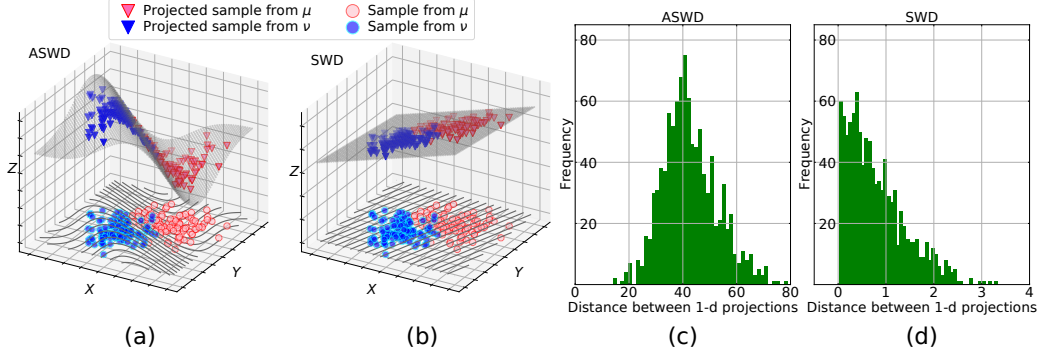 Projected sample from μ
Projected sample from ν
Sample from μ
Sample from ν
ASWD
Z
X
Y
(a)
SWD
Z
X
Y
(b)
ASWD
Frequency
80
60
40
20
0 20 40 60 80
Distance between 1-d projections
(c)
SWD
Frequency
80
60
40
20
0 1 2 3 4
Distance between 1-d projections
(d)